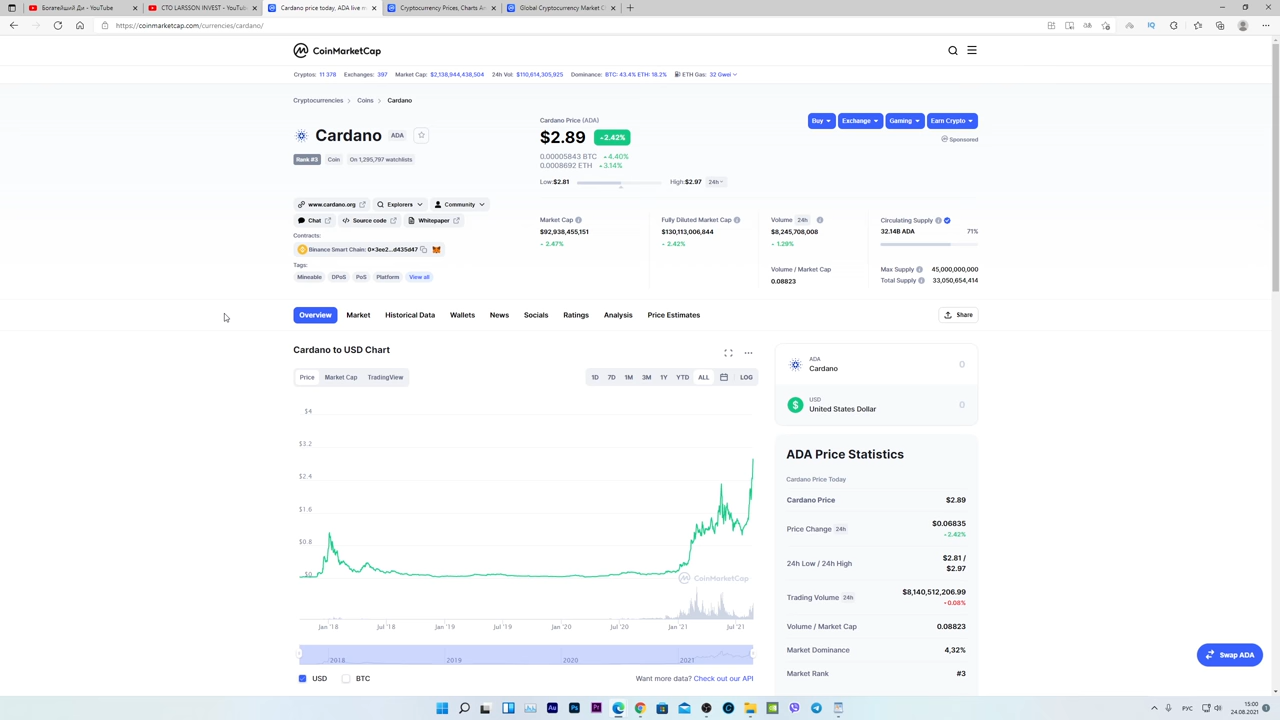 Богатейший Ди - YouTube
CTO LARSSON INVEST - YouTube
Cardano price today, ADA live m
Cryptocurrency Prices, Charts A
Global Cryptocurrency Market C
https://coinmarketcap.com/currencies/cardano/
CoinMarketCap
Cryptos: 11 378 Exchanges: 397 Market Cap: $2,138,944,438,504 24h Vol: $110,614,305,925 Dominance: BTC: 43.4% ETH: 18.2% ETH Gas: 32 Gwei
Cryptocurrencies Coins Cardano
Cardano ADA
Rank #3 Coin On 1,295,797 watchlists
Cardano Price (ADA)
$2.89 2.42%
0.00005843 BTC 4.40%
0.0008692 ETH 3.14%
Low: $2.81 High: $2.97 24h
Buy Exchange Gaming Earn Crypto
Sponsored
www.cardano.org Explorers Community
Chat Source code Whitepaper
Contracts:
Binance Smart Chain: 0x3ee2...d435d47
Tags:
Mineable DPoS PoS Platform View all
Market Cap
$92,938,455,151
2.47%
Fully Diluted Market Cap
$130,113,006,844
2.42%
Volume 24h
$8,245,708,008
1.29%
Volume / Market Cap
0.08823
Circulating Supply
32.14B ADA 71%
Max Supply 45,000,000,000
Total Supply 33,050,654,414
Overview Market Historical Data Wallets News Socials Ratings Analysis Price Estimates
Share
Cardano to USD Chart
Price Market Cap TradingView
1D 7D 1M 3M 1Y YTD ALL LOG
$4
$3.2
$2.4
$1.6
$0.8
$0
CoinMarketCap
Jan '18 Jul '18 Jan '19 Jul '19 Jan '20 Jul '20 Jan '21 Jul '21
2018 2019 2020 2021
USD BTC
Want more data? Check out our API
ADA
Cardano 0
USD
United States Dollar 0
ADA Price Statistics
Cardano Price Today
Cardano Price $2.89
Price Change 24h $0.06835
2.42%
24h Low / 24h High $2.81 /
$2.97
Trading Volume 24h $8,140,512,206.99
0.08%
Volume / Market Cap 0.08823
Market Dominance 4,32%
Market Rank #3
Swap ADA
РУС
15:00
24.08.2021